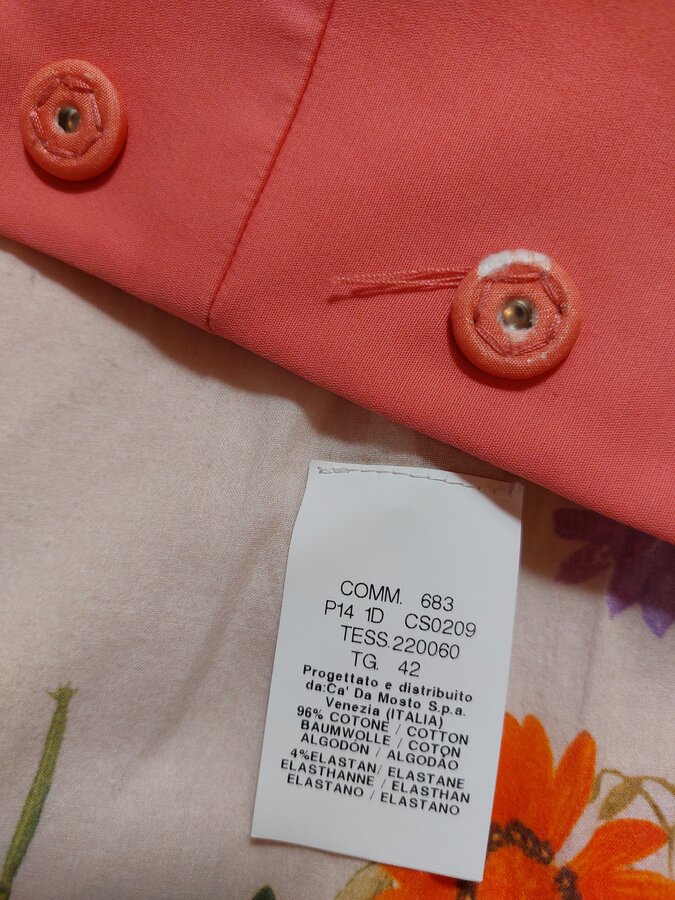 COMM. 683
P14 1D CS0209
TESS.220060
TG. 42
Progettato e distribuito
da:Ca' Da Mosto S.p.a.
Venezia (ITALIA)
96% COTONE / COTTON
BAUMWOLLE / COTON
ALGODÓN / ALGODÃO
4%ELASTAN/ ELASTANE
ELASTHANNE / ELASTHAN
ELASTANO / ELASTANO